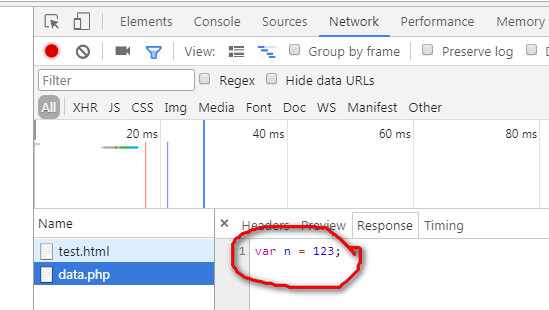 Elements Console Sources Network Performance Memory
View: Group by frame Preserve log
Filter Regex Hide data URLs
All XHR JS CSS Img Media Font Doc WS Manifest Other
20 ms 40 ms 60 ms 80 ms
Name × Headers Preview Response Timing
test.html 1 var n = 123;
data.php